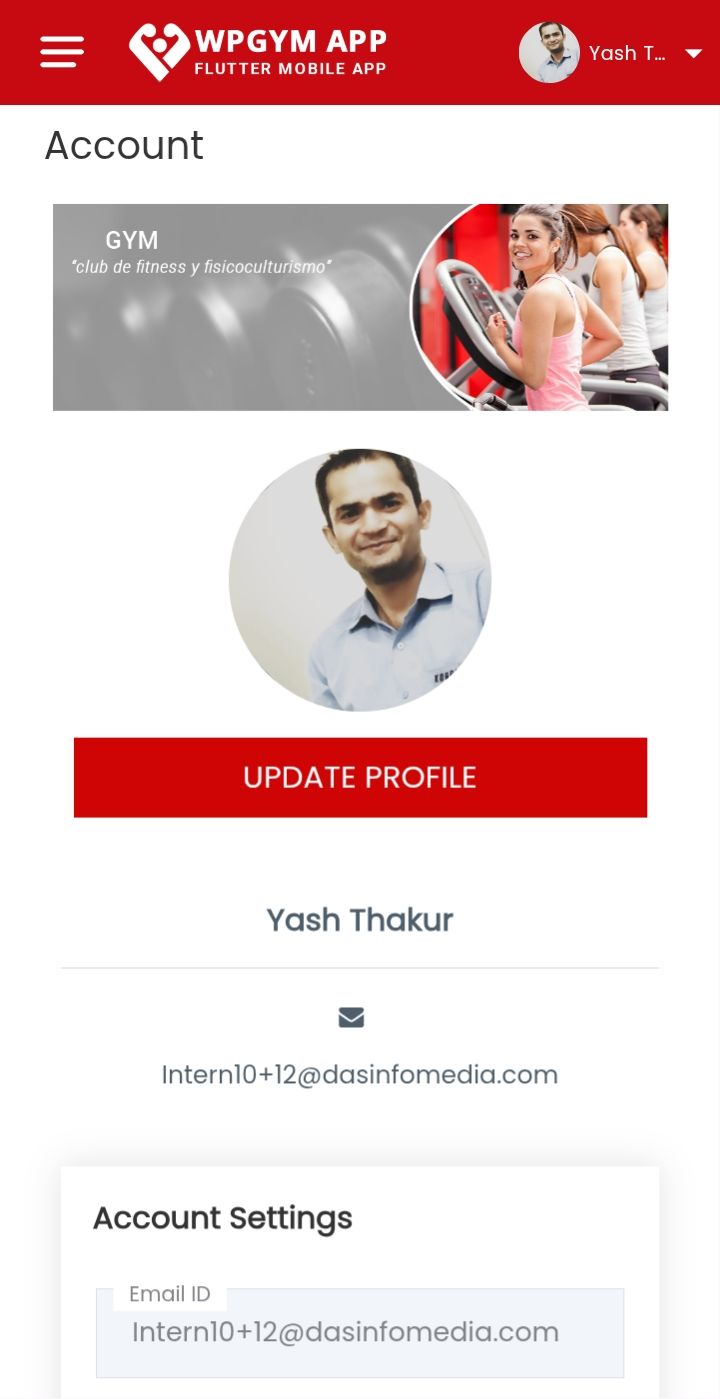 WPGYM APP
FLUTTER MOBILE APP
Yash T...
Account
GYM
“club de fitness y fisicoculturismo”
UPDATE PROFILE
Yash Thakur
Intern10+12@dasinfomedia.com
Account Settings
Email ID
Intern10+12@dasinfomedia.com